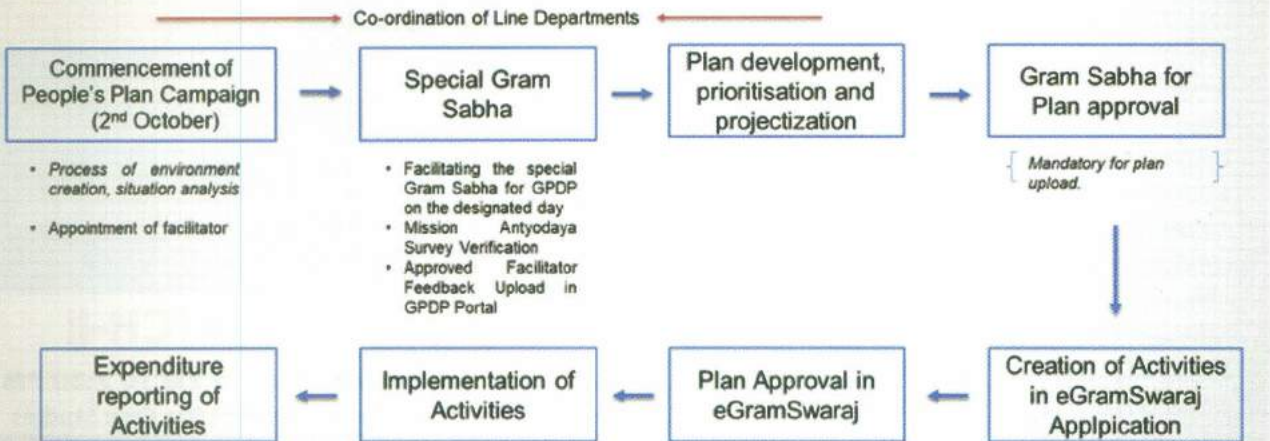 Co-ordination of Line Departments
Commencement of
People's Plan Campaign
(2nd October)
• Process of environment
creation, situation analysis
• Appointment of facilitator
Special Gram
Sabha
• Facilitating the special
Gram Sabha for GPDP
on the designated day
• Mission Antyodaya
Survey Verification
• Approved Facilitator
Feedback Upload in
GPDP Portal
Plan development,
prioritisation and
projectization
Gram Sabha for
Plan approval
Mandatory for plan
upload.
Creation of Activities
in eGramSwaraj
Applpication
Plan Approval in
eGramSwaraj
Implementation of
Activities
Expenditure
reporting of
Activities